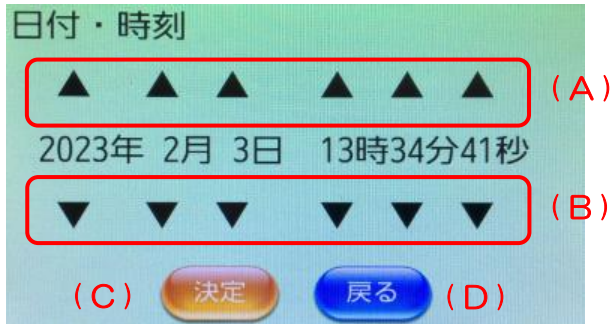 日付・時刻
▲ ▲ ▲ ▲ ▲ ▲ (A)
2023年 2月 3日 13時34分41秒
▼ ▼ ▼ ▼ ▼ ▼ (B)
(C) 決定 戻る (D)